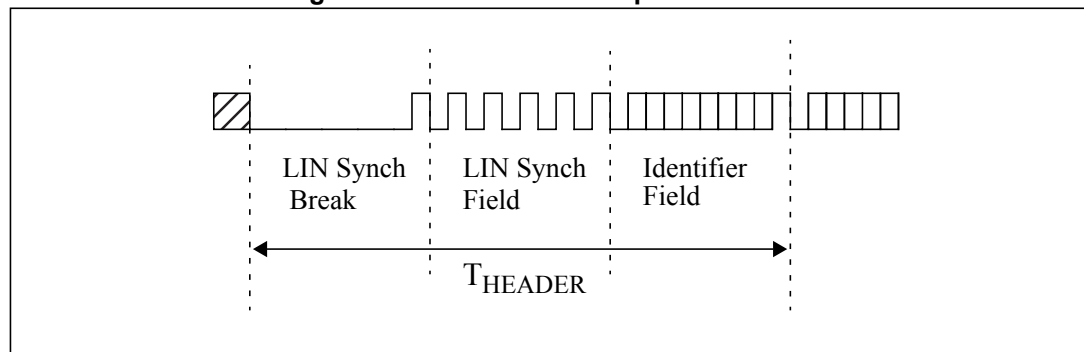 LIN Synch
Break
LIN Synch
Field
Identifier
Field
THEADER